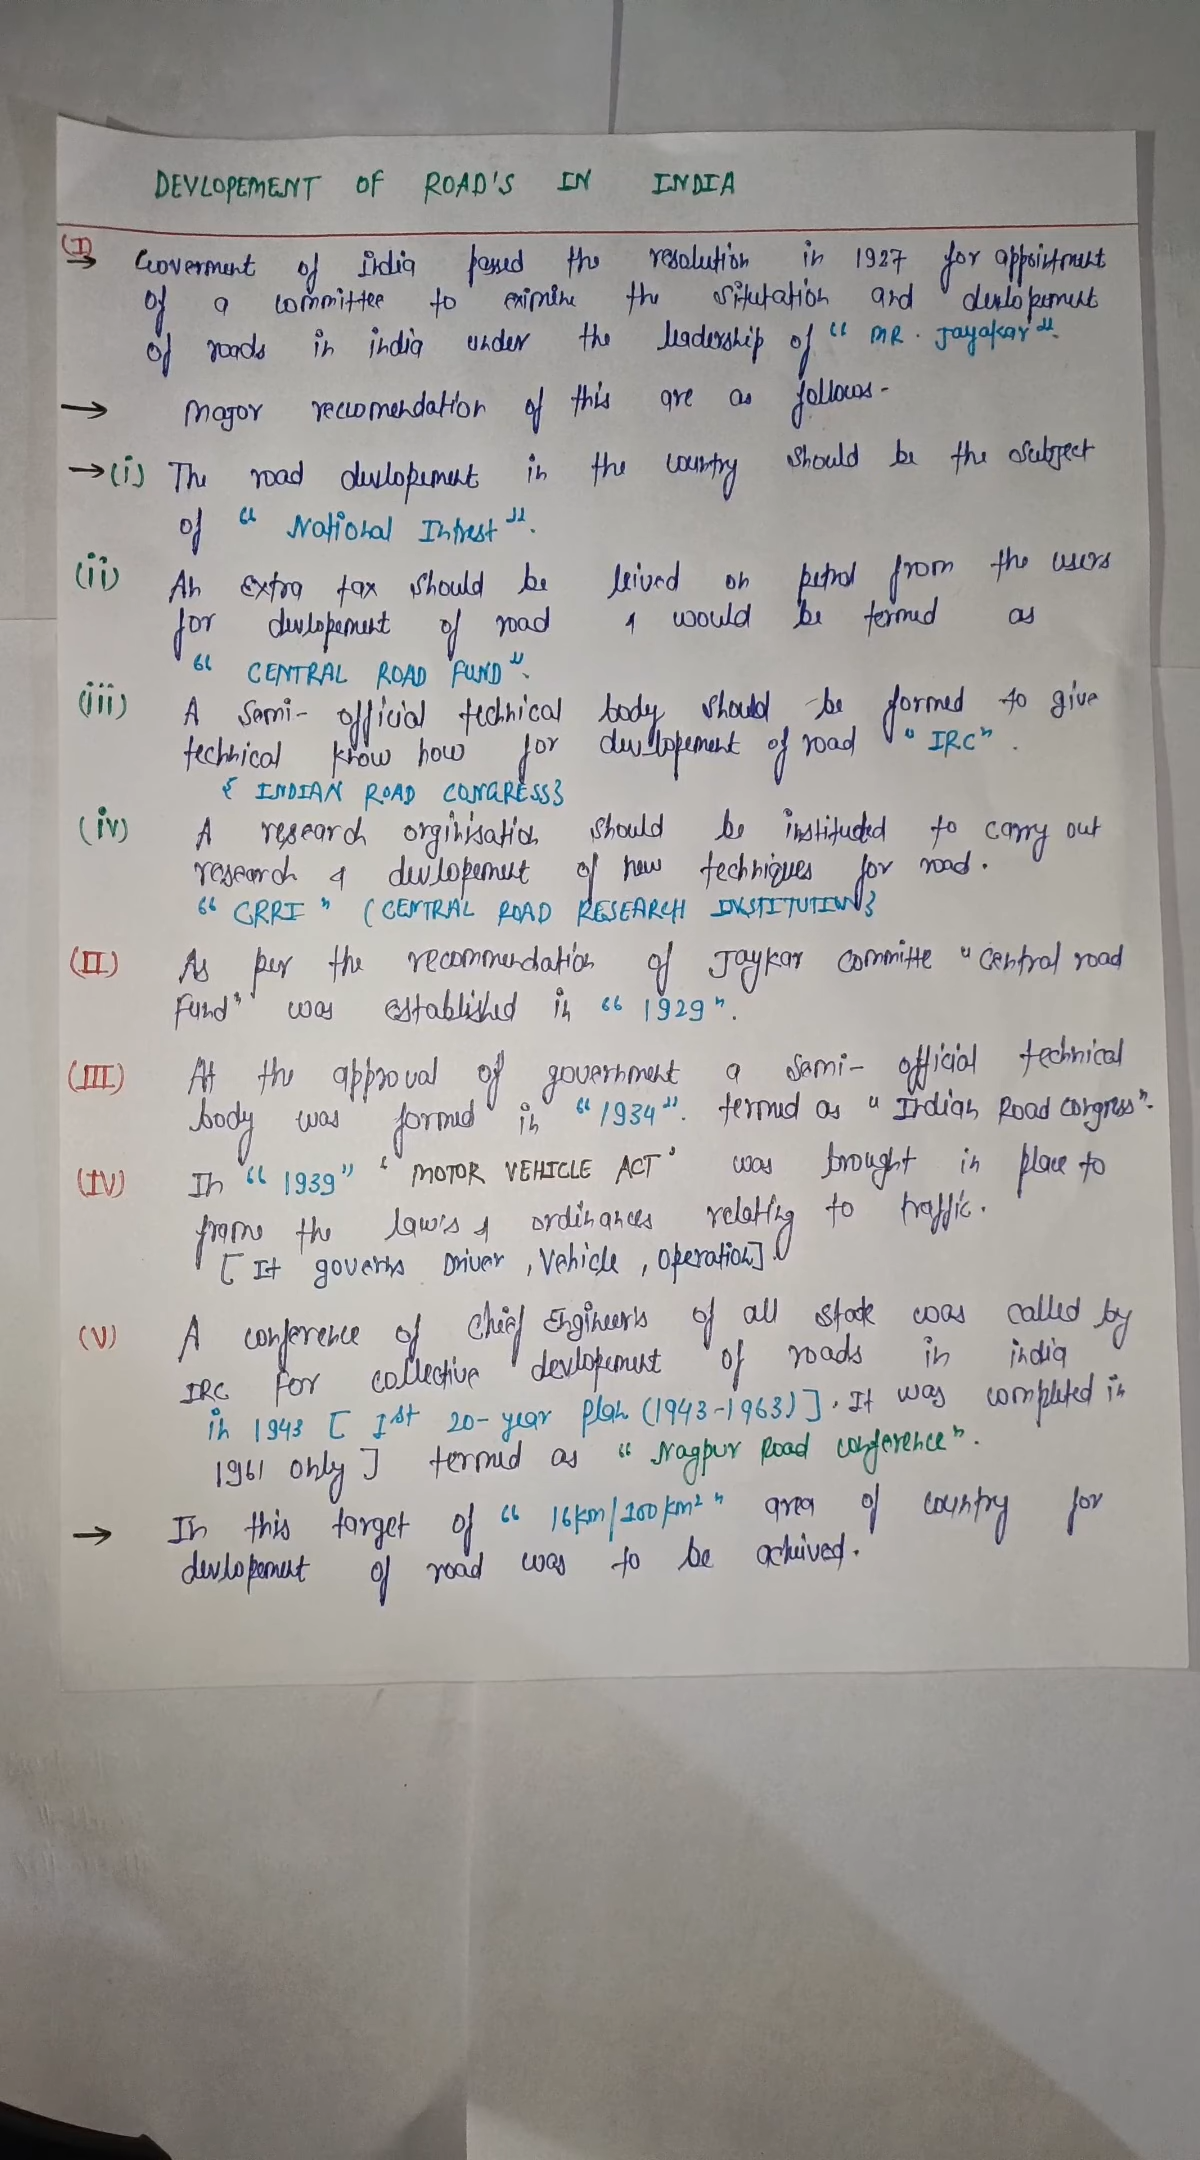 DEVLOPEMENT OF ROAD'S IN INDIA
(I)
→ Goverment of india passed the resolution in 1927 for appointment
of a committee to eximine the situtation and devlopement
of roads in india under the leadership of "MR. Jayakar".
→ Major reccomendation of this are as follows-
→ (i) The road devlopement in the country should be the subject
of "National Intrest".
(ii) An extra tax should be leived on petrol from the users
for devlopement of road & would be termed as
"CENTRAL ROAD FUND".
(iii) A Semi-official technical body should be formed to give
technical know how for devlopement of road "IRC".
{ INDIAN ROAD CONGRESS}
(iv) A research orginisation should be instituded to carry out
research & devlopement of new techniques for road.
"CRRI" (CENTRAL ROAD RESEARCH INSTITUTION}
(II) As per the recommendation of Jaykar committe "central road
Fund" was established in "1929".
(III) At the approval of government a semi-official technical
body was formed in "1934". termed as "Indian Road congress".
(IV) In "1939" 'MOTOR VEHICLE ACT' was brought in place to
frame the law's & ordinances relating to traffic.
[It governs Driver, Vehicle, operation].
(V) A conference of chief Engineer's of all state was called by
IRC For collective devlopement of roads in india
in 1943 [ Ist 20-year plan (1943-1963)]. It was completed in
1961 only] termed as "Nagpur Road conference".
→ In this target of "16km/100km²" area of country for
devlopement of road was to be achived.